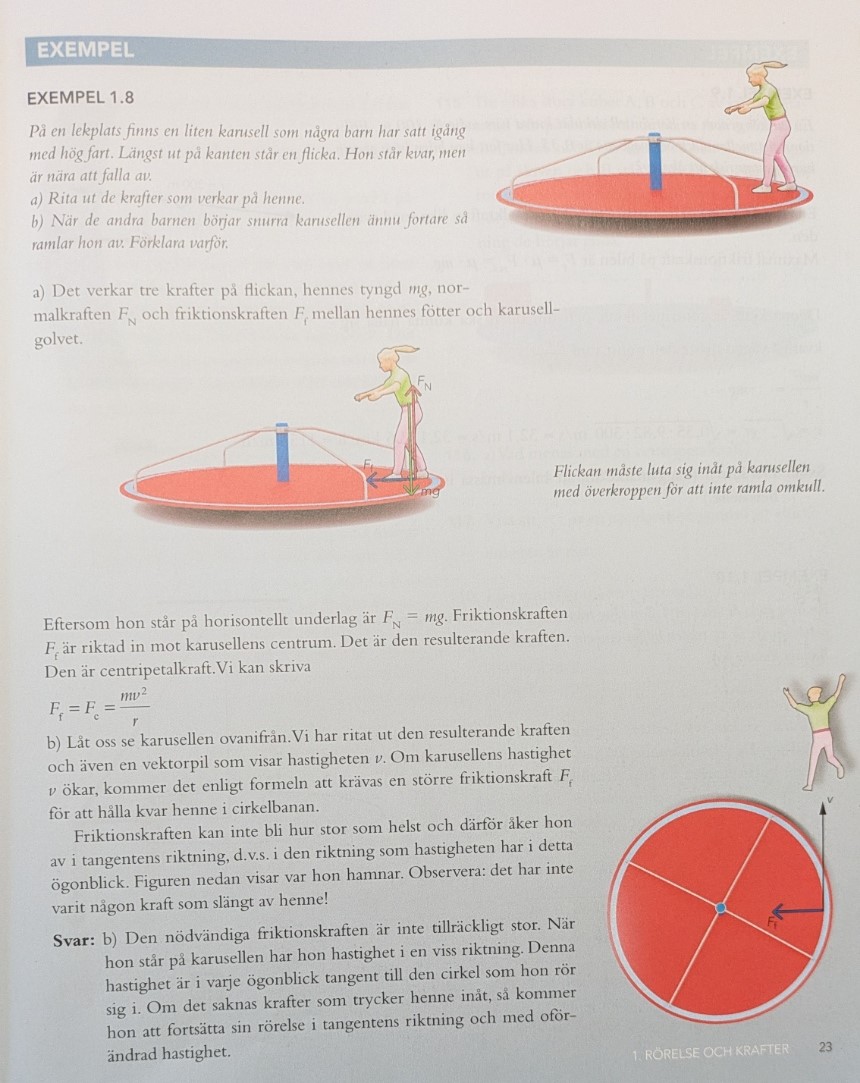 EXEMPEL
EXEMPEL 1.8
På en lekplats finns en liten karusell som några barn har satt igång
med hög fart. Längst ut på kanten står en flicka. Hon står kvar, men
är nära att falla av.
a) Rita ut de krafter som verkar på henne.
b) När de andra barnen börjar snurra karusellen ännu fortare så
ramlar hon av. Förklara varför.
a) Det verkar tre krafter på flickan, hennes tyngd mg, nor-
malkraften F_N och friktionskraften F_f mellan hennes fötter och karusell-
golvet.
F_N
F_f
mg
Flickan måste luta sig inåt på karusellen
med överkroppen för att inte ramla omkull.
Eftersom hon står på horisontellt underlag är F_N = mg. Friktionskraften
F_f är riktad in mot karusellens centrum. Det är den resulterande kraften.
Den är centripetalkraft.Vi kan skriva
F_f = F_c = mv²/r
b) Låt oss se karusellen ovanifrån.Vi har ritat ut den resulterande kraften
och även en vektorpil som visar hastigheten v. Om karusellens hastighet
v ökar, kommer det enligt formeln att krävas en större friktionskraft F_f
för att hålla kvar henne i cirkelbanan.
Friktionskraften kan inte bli hur stor som helst och därför åker hon
av i tangentens riktning, d.v.s. i den riktning som hastigheten har i detta
ögonblick. Figuren nedan visar var hon hamnar. Observera: det har inte
varit någon kraft som slängt av henne!
v
F_f
Svar: b) Den nödvändiga friktionskraften är inte tillräckligt stor. När
hon står på karusellen har hon hastighet i en viss riktning. Denna
hastighet är i varje ögonblick tangent till den cirkel som hon rör
sig i. Om det saknas krafter som trycker henne inåt, så kommer
hon att fortsätta sin rörelse i tangentens riktning och med oför-
ändrad hastighet.
1 RÖRELSE OCH KRAFTER 23